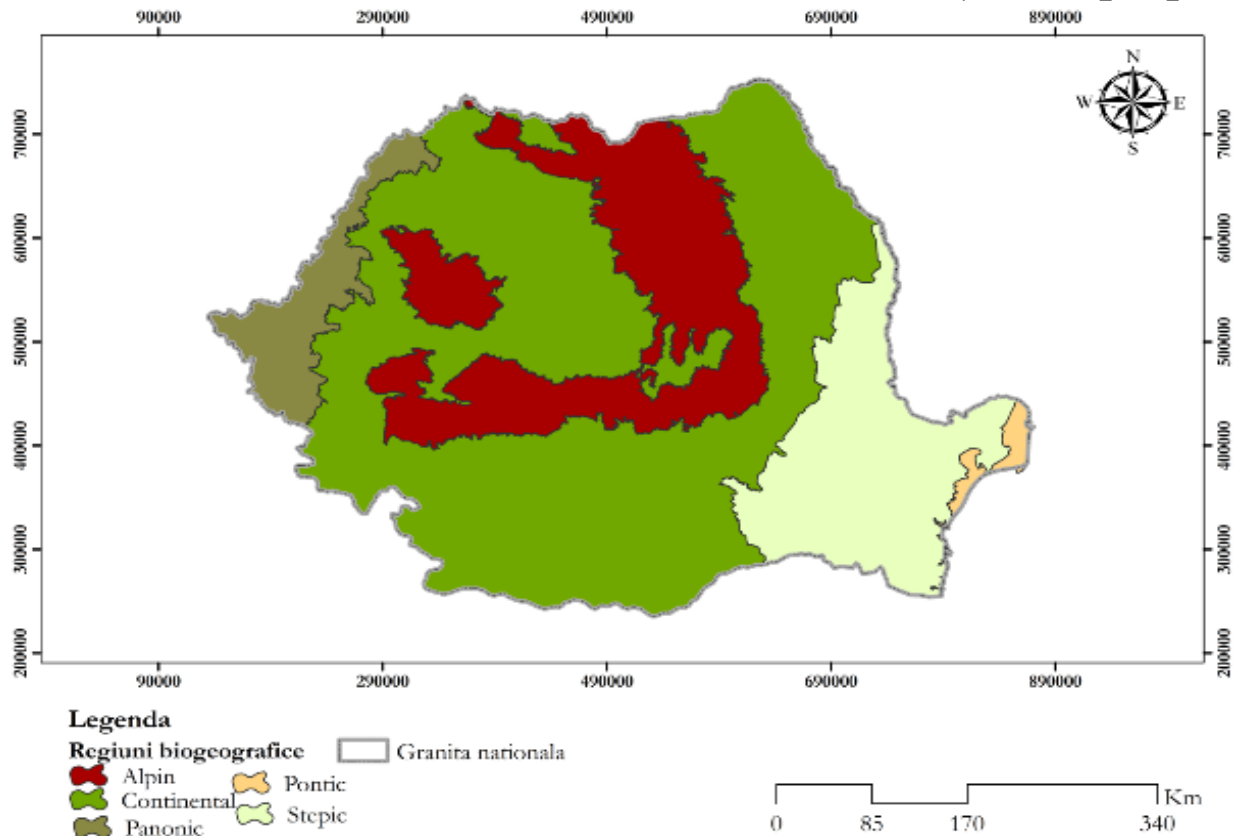 90000 290000 490000 690000 890000
N
W E
S
700000 700000
600000 600000
500000 500000
400000 400000
300000 300000
200000 200000
90000 290000 490000 690000 890000
Legenda
Regiuni biogeografice Granita nationala
Alpin Pontic
Continental Stepic
Panonic
Km
0 85 170 340